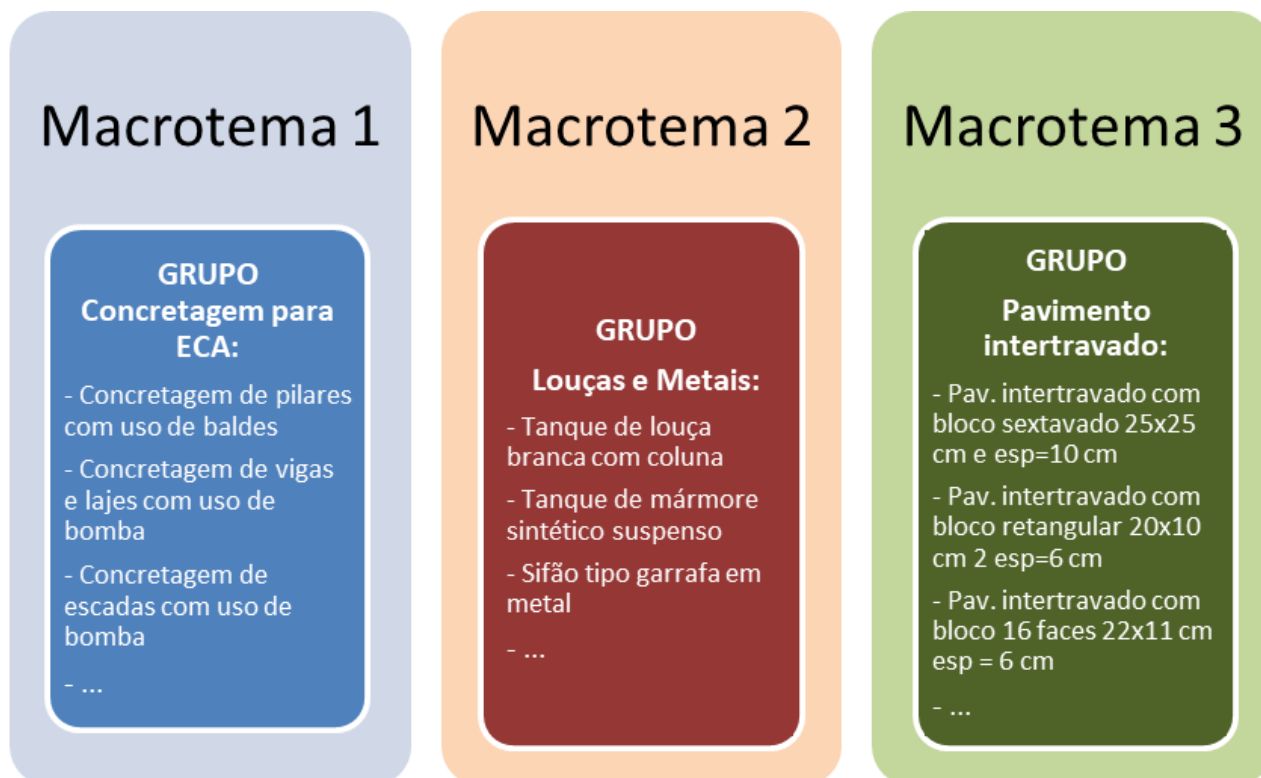 Macrotema 1
GRUPO
Concretagem para
ECA:
- Concretagem de pilares
com uso de baldes
- Concretagem de vigas
e lajes com uso de
bomba
- Concretagem de
escadas com uso de
bomba
- ...
Macrotema 2
GRUPO
Louças e Metais:
- Tanque de louça
branca com coluna
- Tanque de mármore
sintético suspenso
- Sifão tipo garrafa em
metal
- ...
Macrotema 3
GRUPO
Pavimento
intertravado:
- Pav. intertravado com
bloco sextavado 25x25
cm e esp=10 cm
- Pav. intertravado com
bloco retangular 20x10
cm 2 esp=6 cm
- Pav. intertravado com
bloco 16 faces 22x11 cm
esp = 6 cm
- ...